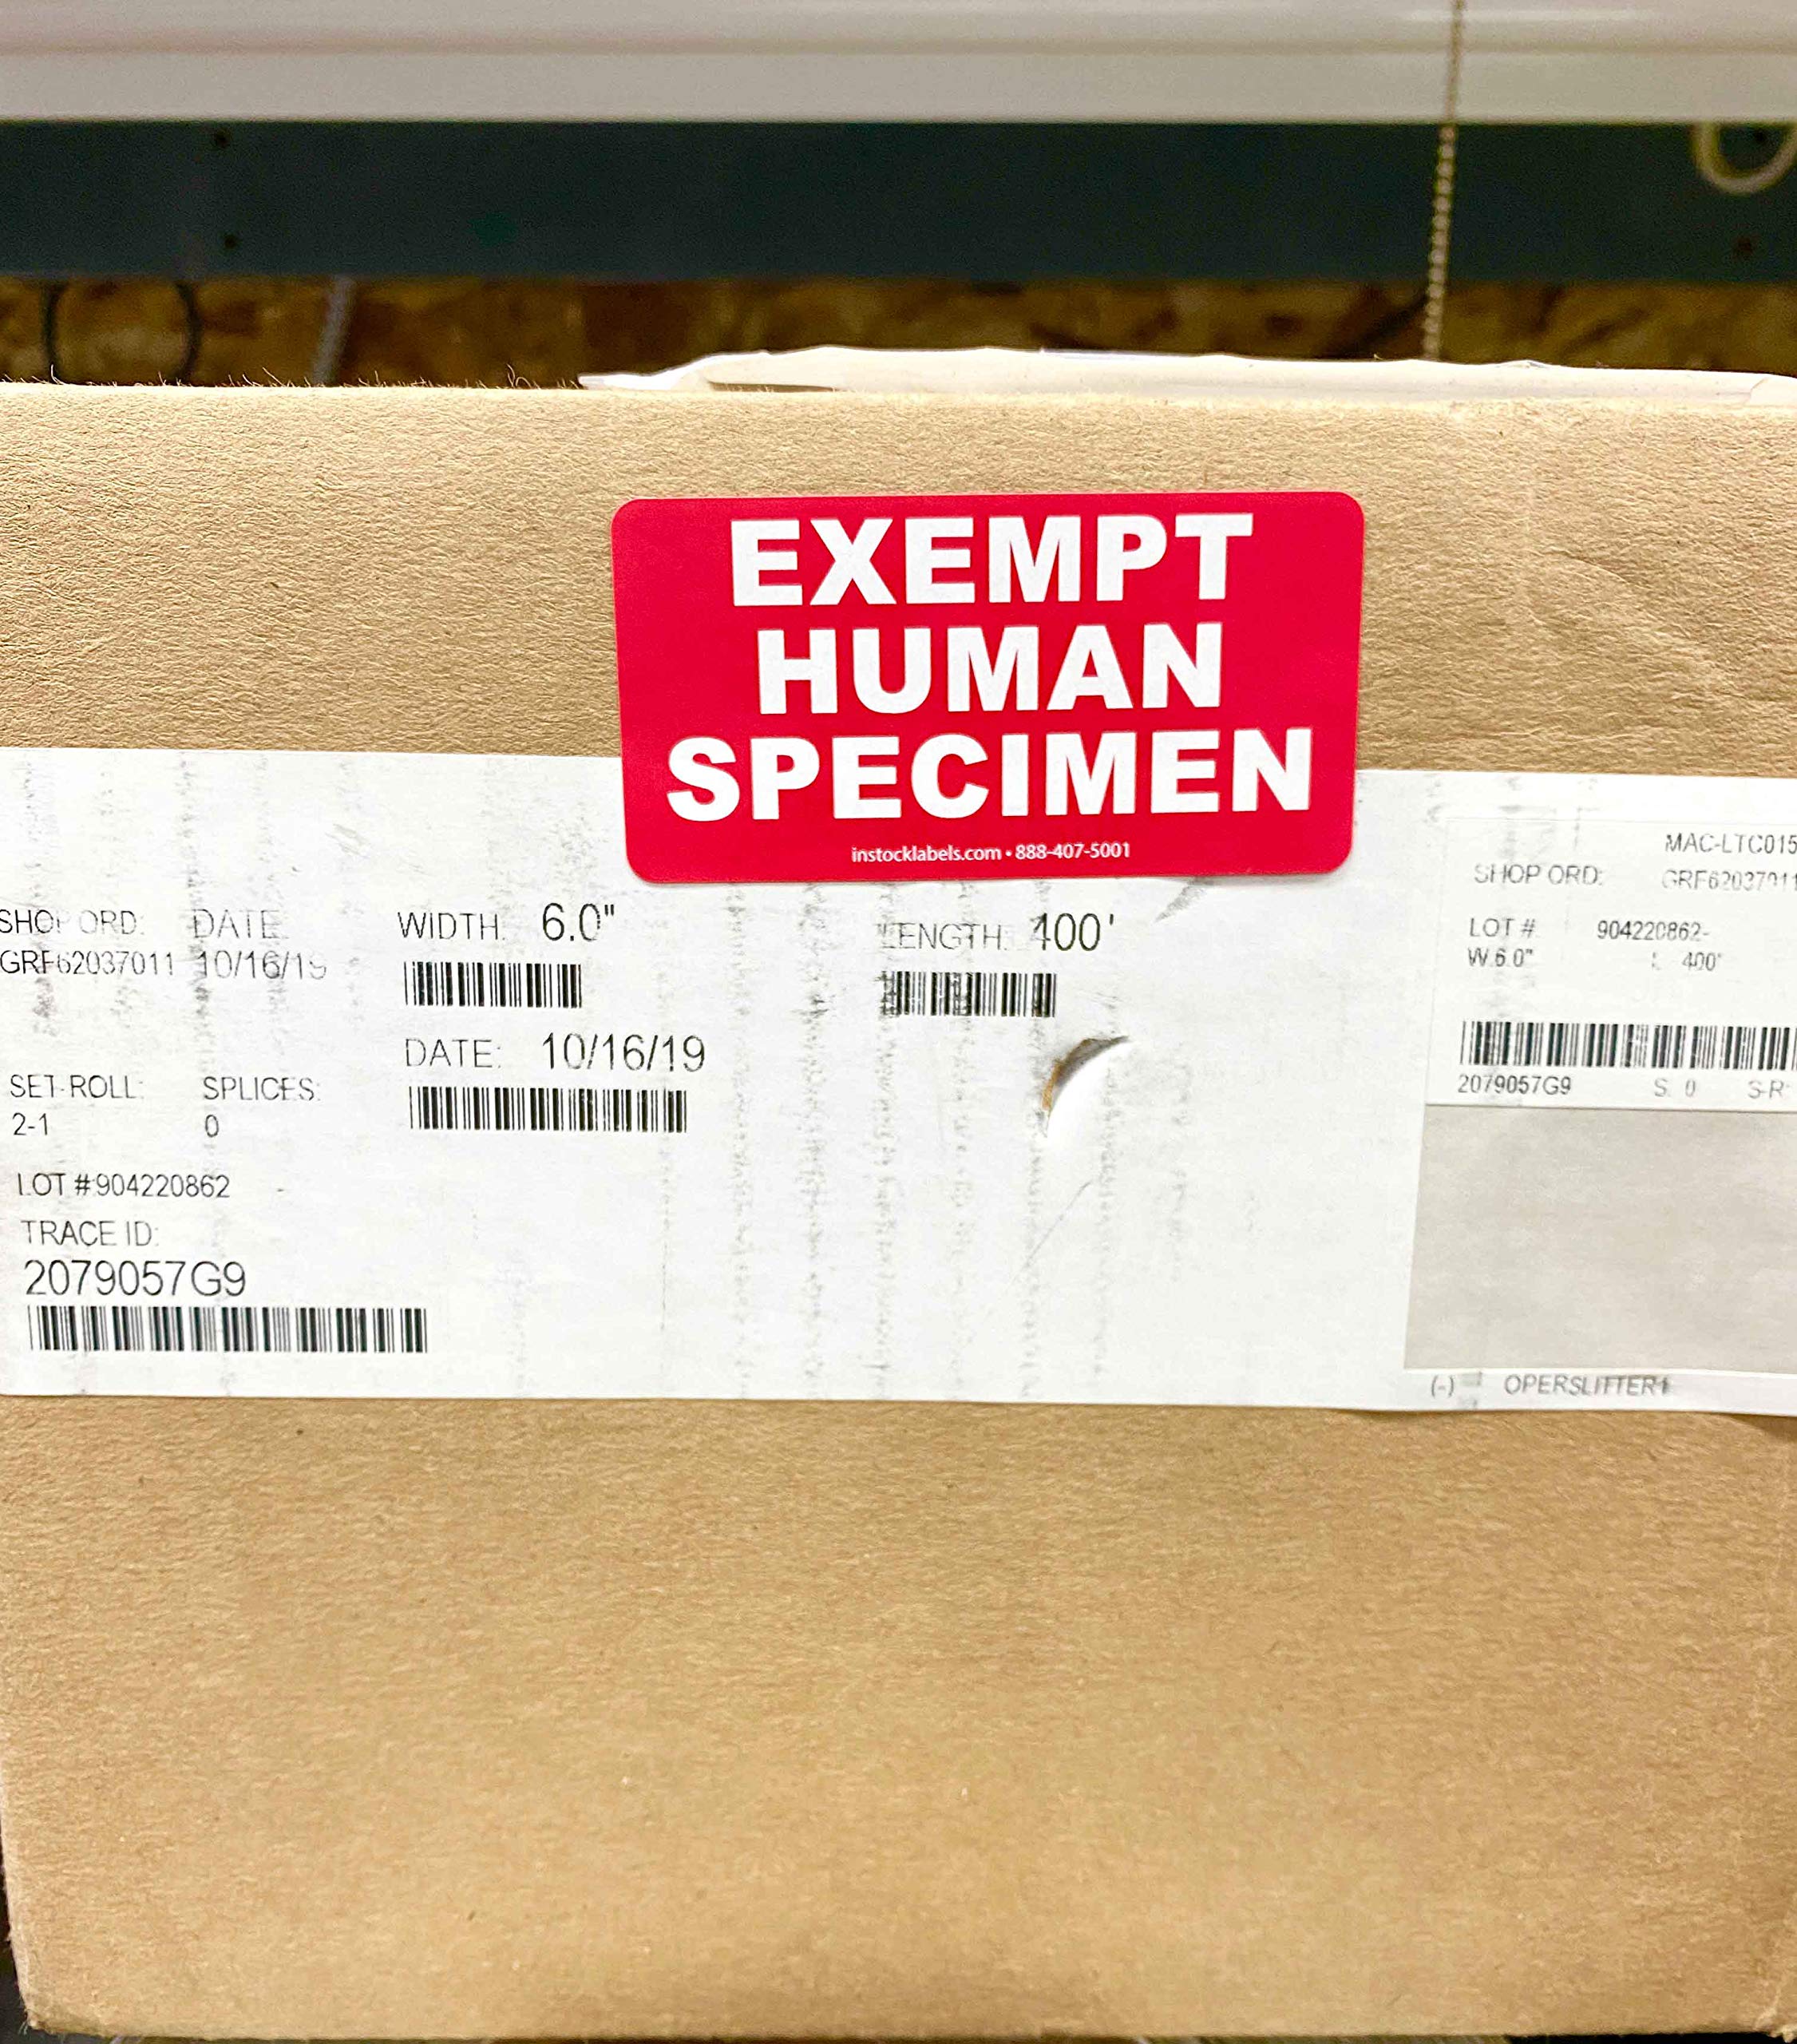 EXEMPT
HUMAN
SPECIMEN
instocklabels.com • 888-407-5001
SHOP ORD: DATE:
GRF62037011 10/16/19
WIDTH: 6.0"
LENGTH: 400'
DATE: 10/16/19
SET-ROLL: SPLICES:
2-1 0
LOT #:904220862 -
TRACE ID:
2079057G9
MAC-LTC015
SHOP ORD: GRF62037011
LOT # 904220862-
W.6.0" L 400'
2079057G9 S. 0 S-R:
(-) OPERSLITTER1